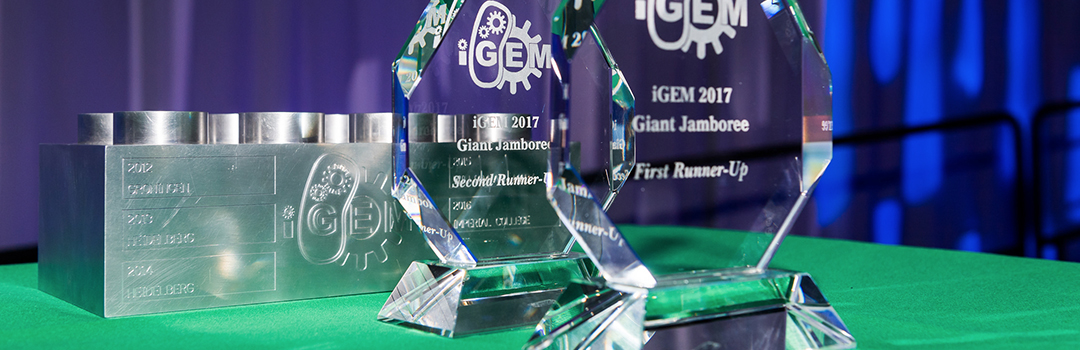 2012
GRONINGEN
2013
HEIDELBERG
2014
HEIDELBERG
iGEM
2015
2016
IMPERIAL COLLEGE
iGEM
iGEM 2017
Giant Jamboree
Second Runner-U
iGEM
iGEM 2017
Giant Jamboree
First Runner-Up